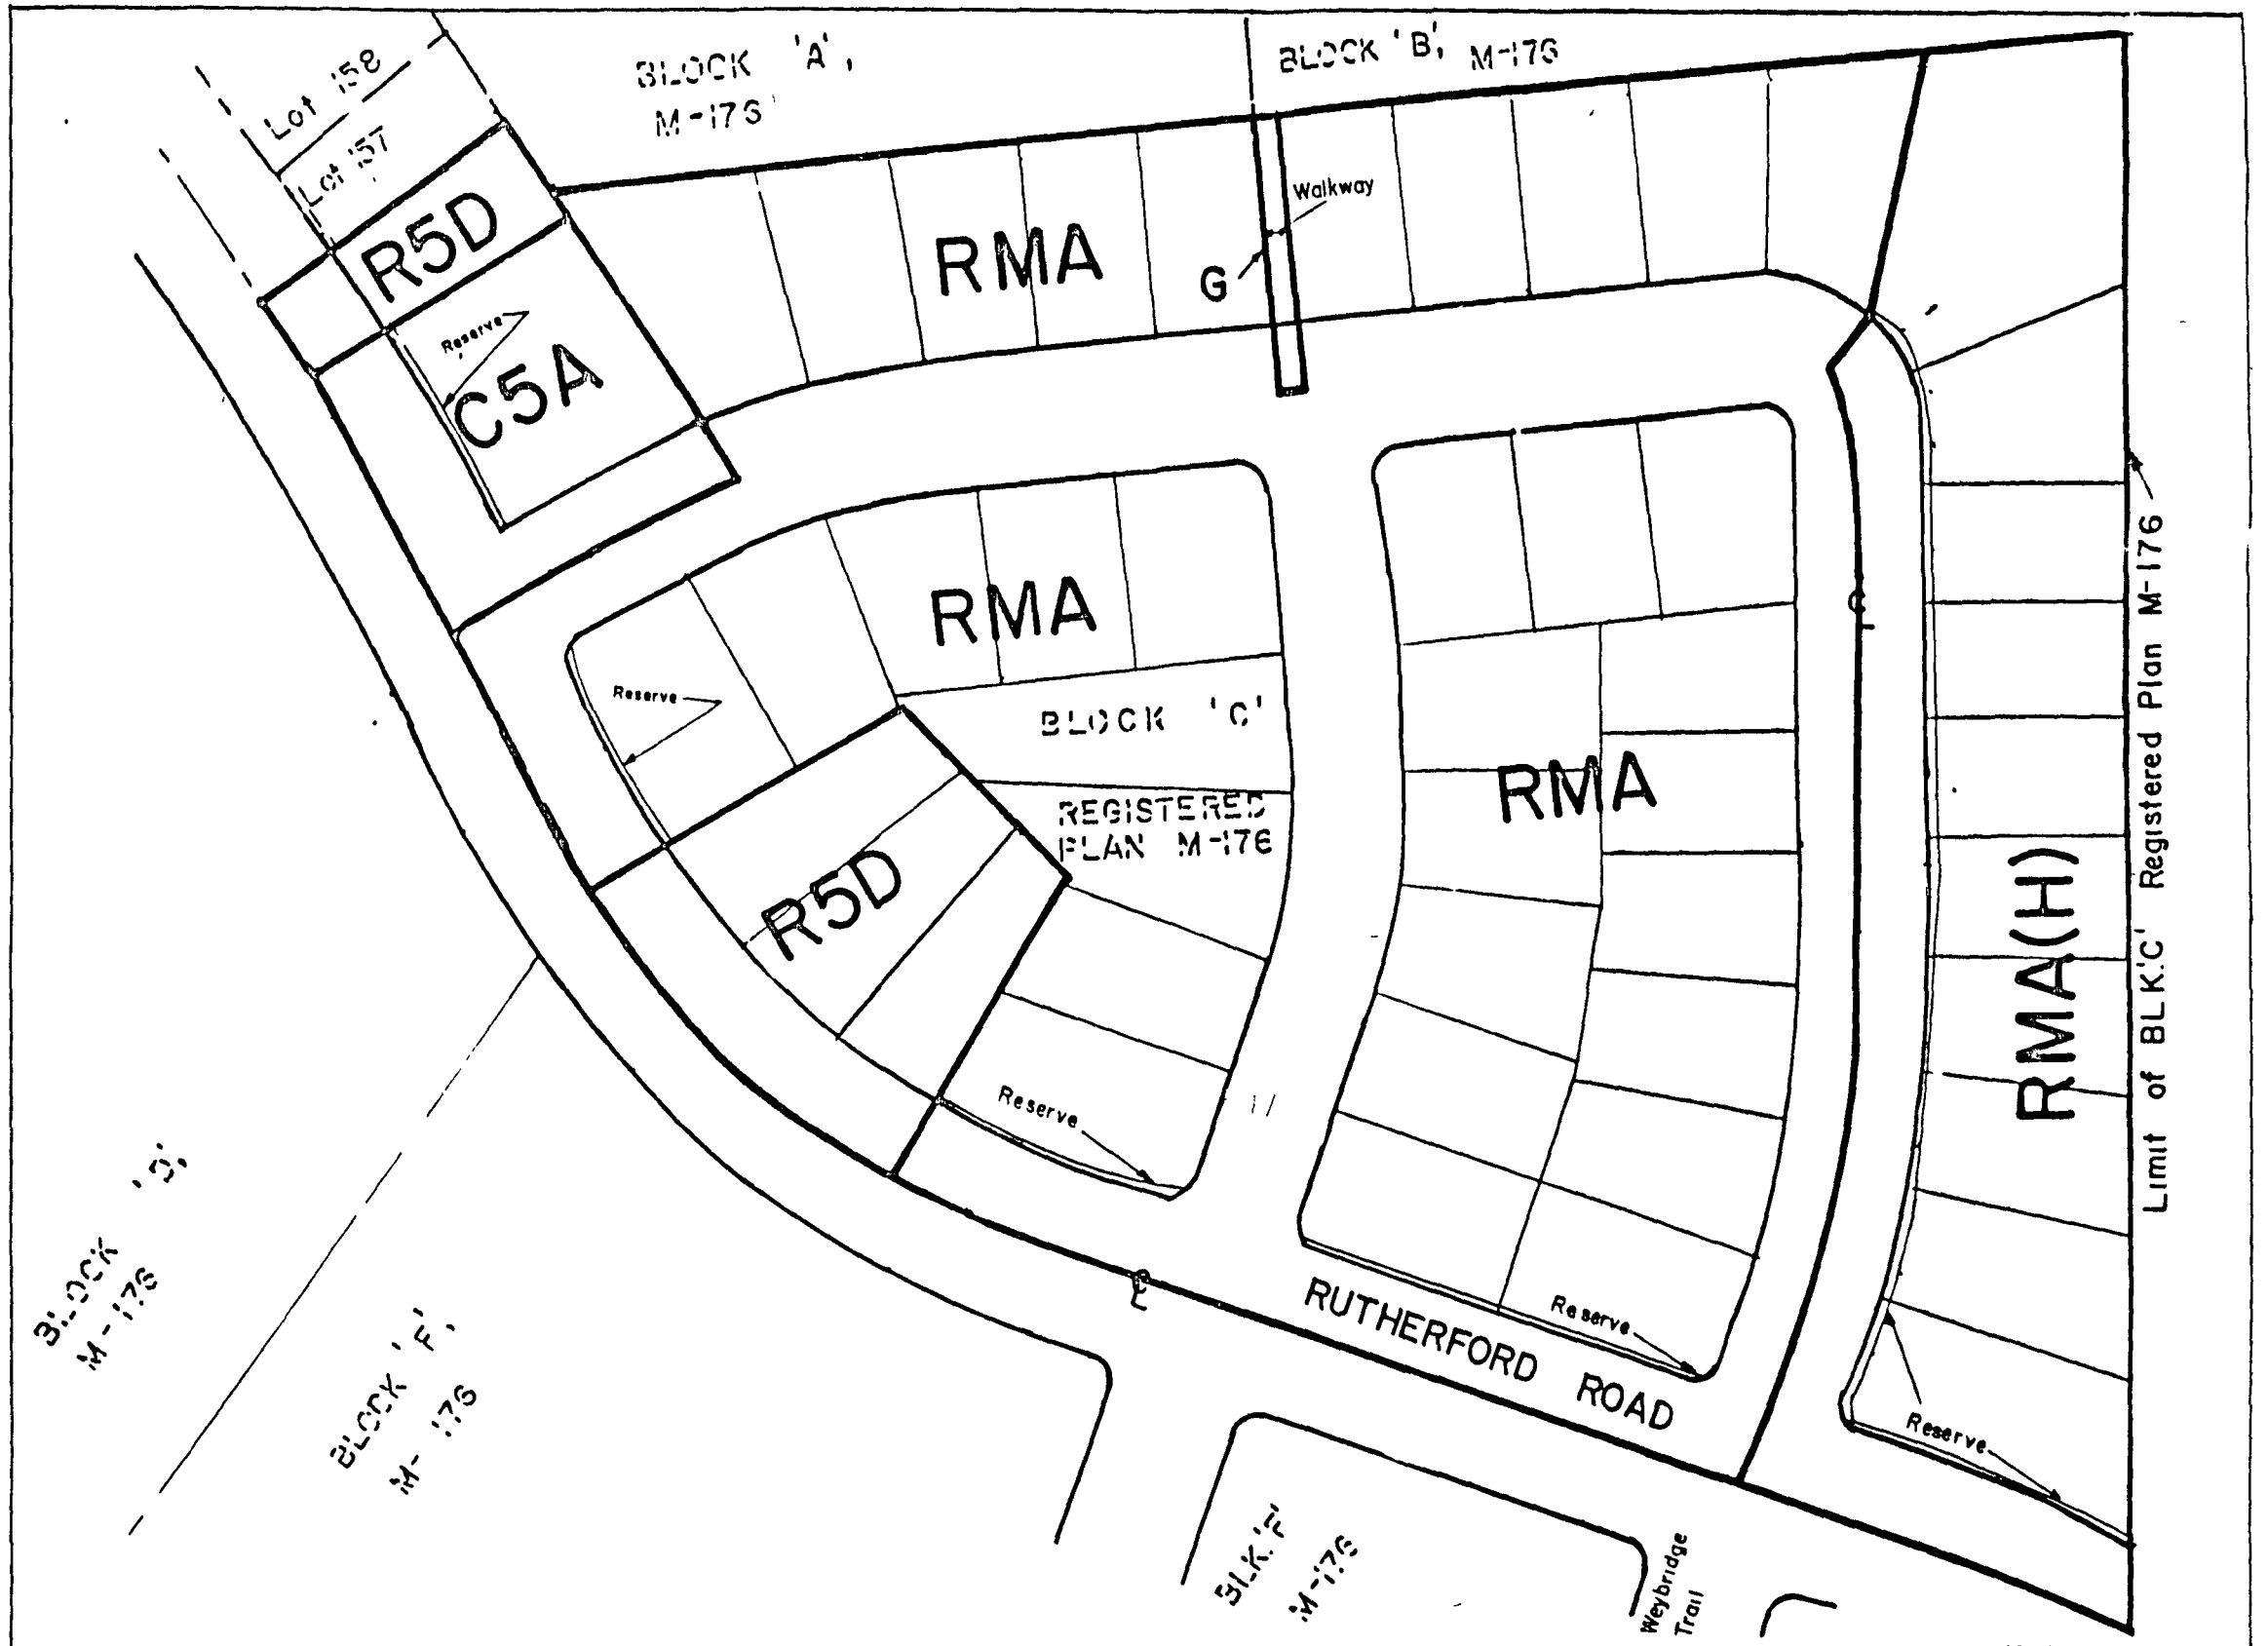 Lot 158
Lot 157
BLOCK 'A',
M-176
BLOCK 'B', M-176
R5D
Reserve
C5A
RMA
Walkway
G
RMA
Reserve
BLOCK 'C'
REGISTERED
PLAN M-176
R5D
Reserve
RMA
RMA(H)
Limit of BLK.'C' Registered Plan M-176
RUTHERFORD ROAD
Reserve
Reserve
BLOCK 'D',
M-176
BLOCK 'F',
M-176
BLK.'F'
M-176
Weybridge
Trail